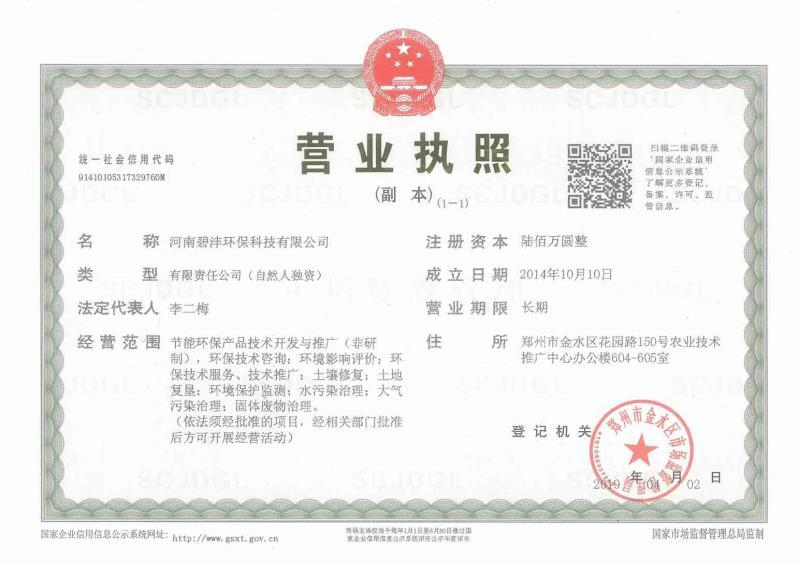 营业执照
(副 本)(1-1)
统一社会信用代码
91410105317329760M
扫描二维码登录
‘国家企业信用
信息公示系统’
了解更多登记、
备案、许可、监
管信息。
名 称 河南碧沣环保科技有限公司
类 型 有限责任公司（自然人独资）
法定代表人 李二梅
经营范围 节能环保产品技术开发与推广（非研
制），环保技术咨询；环境影响评价；环
保技术服务、技术推广；土壤修复；土地
复垦；环境保护监测；水污染治理；大气
污染治理；固体废物治理。
（依法须经批准的项目，经相关部门批准
后方可开展经营活动）
注册资本 陆佰万圆整
成立日期 2014年10月10日
营业期限 长期
住 所 郑州市金水区花园路150号农业技术
推广中心办公楼604-605室
登记机关
2019 年 04 月 02 日
国家企业信用信息公示系统网址: http://www.gsxt.gov.cn
市场主体应当于每年1月1日至6月30日通过国
家企业信用信息公示系统报送公示年度报告
国家市场监督管理总局监制
SCJDGL